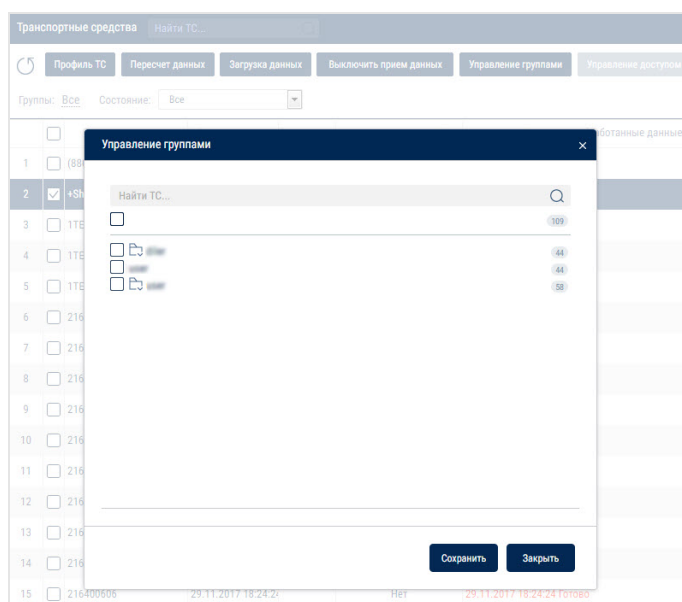 Транспортные средства Найти ТС...
Профиль ТС Пересчет данных Загрузка данных Выключить прием данных Управление группами Управление доступом
Группы: Все Состояние: Все
Управление группами ×
ботанные данные
1 (88
2 +Sh
Найти ТС...
109
3 1TE
4 1TE
44
44
5 1TE
58
6 216
7 216
8 216
9 216
10 216
11 216
12 216
13 216
14 216
Сохранить Закрыть
15 216400606 29.11.2017 18:24:2 Нет 29.11.2017 18:24:24 Готово